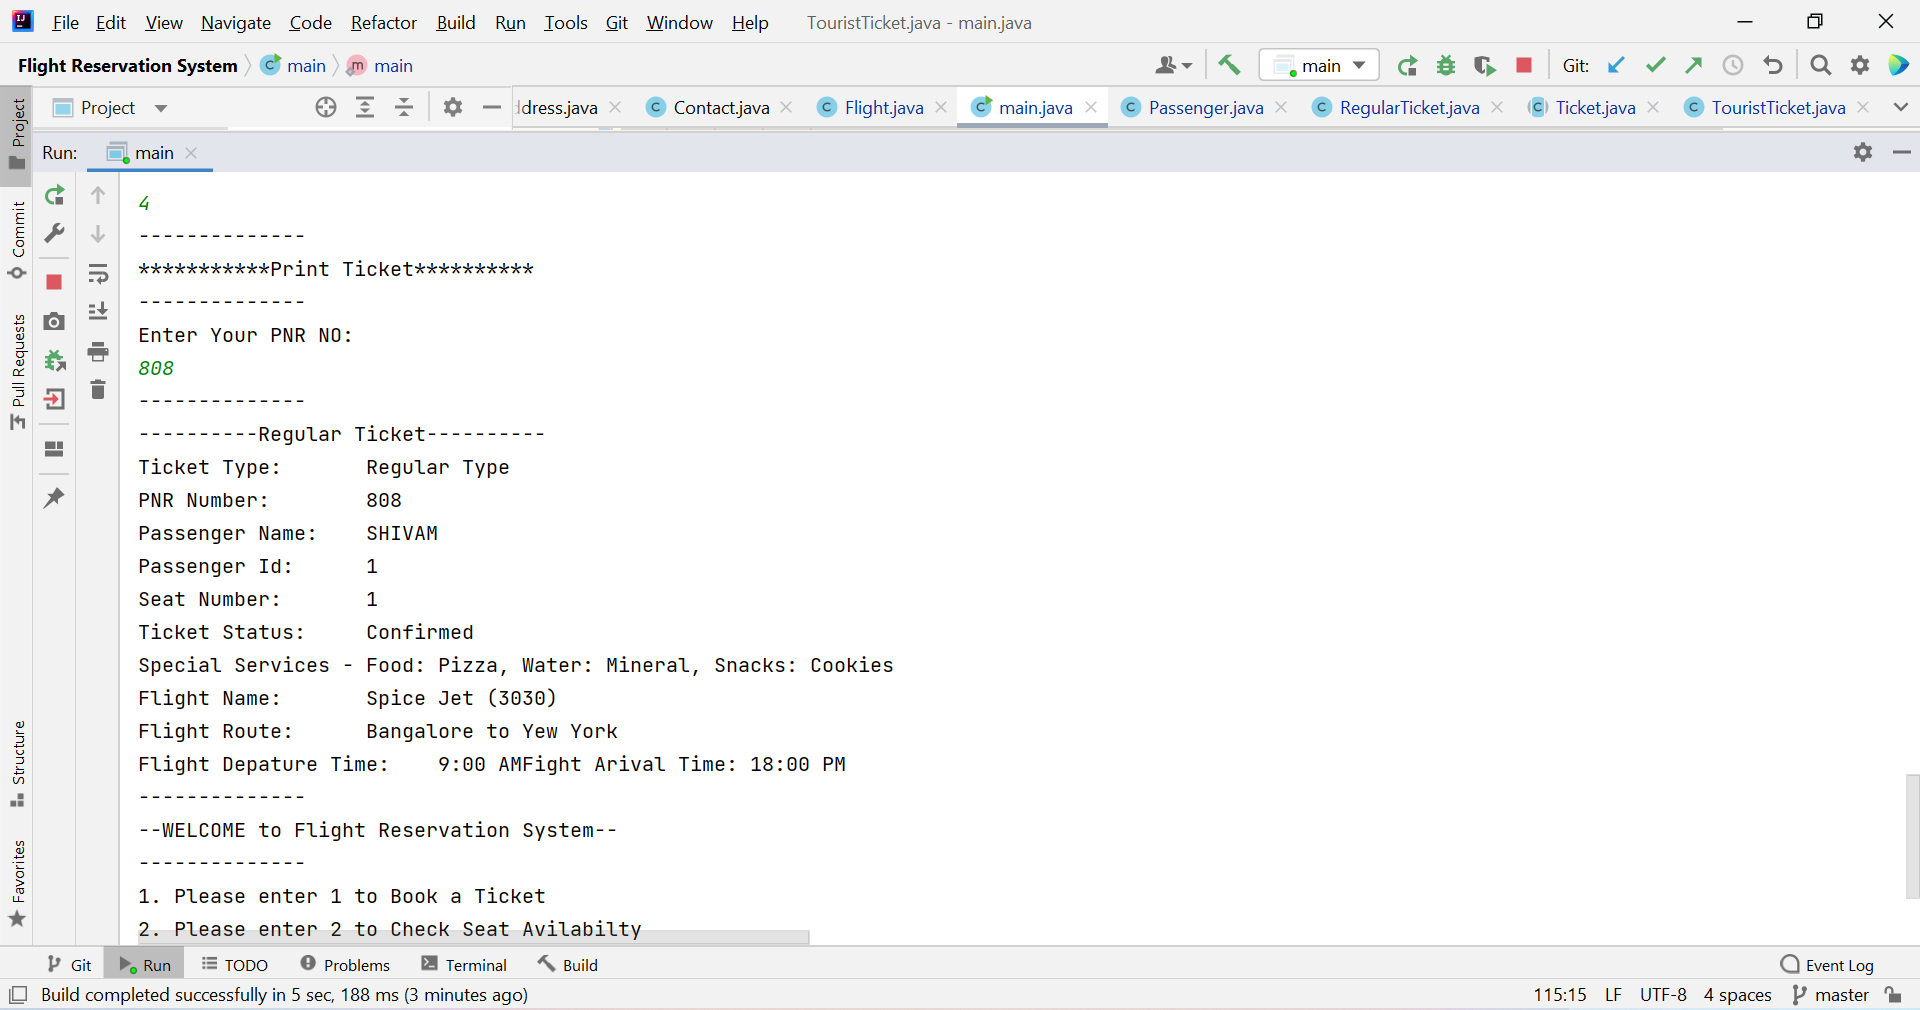 File Edit View Navigate Code Refactor Build Run Tools Git Window Help TouristTicket.java - main.java
Flight Reservation System main main main Git:
Project dress.java Contact.java Flight.java main.java Passenger.java RegularTicket.java Ticket.java TouristTicket.java
Run: main
Project
Commit
Pull Requests
Structure
Favorites
4
--------------
***********Print Ticket**********
--------------
Enter Your PNR NO:
808
--------------
----------Regular Ticket----------
Ticket Type: Regular Type
PNR Number: 808
Passenger Name: SHIVAM
Passenger Id: 1
Seat Number: 1
Ticket Status: Confirmed
Special Services - Food: Pizza, Water: Mineral, Snacks: Cookies
Flight Name: Spice Jet (3030)
Flight Route: Bangalore to Yew York
Flight Depature Time: 9:00 AMFight Arival Time: 18:00 PM
--------------
--WELCOME to Flight Reservation System--
--------------
1. Please enter 1 to Book a Ticket
2. Please enter 2 to Check Seat Avilabilty
Git Run TODO Problems Terminal Build Event Log
Build completed successfully in 5 sec, 188 ms (3 minutes ago) 115:15 LF UTF-8 4 spaces master